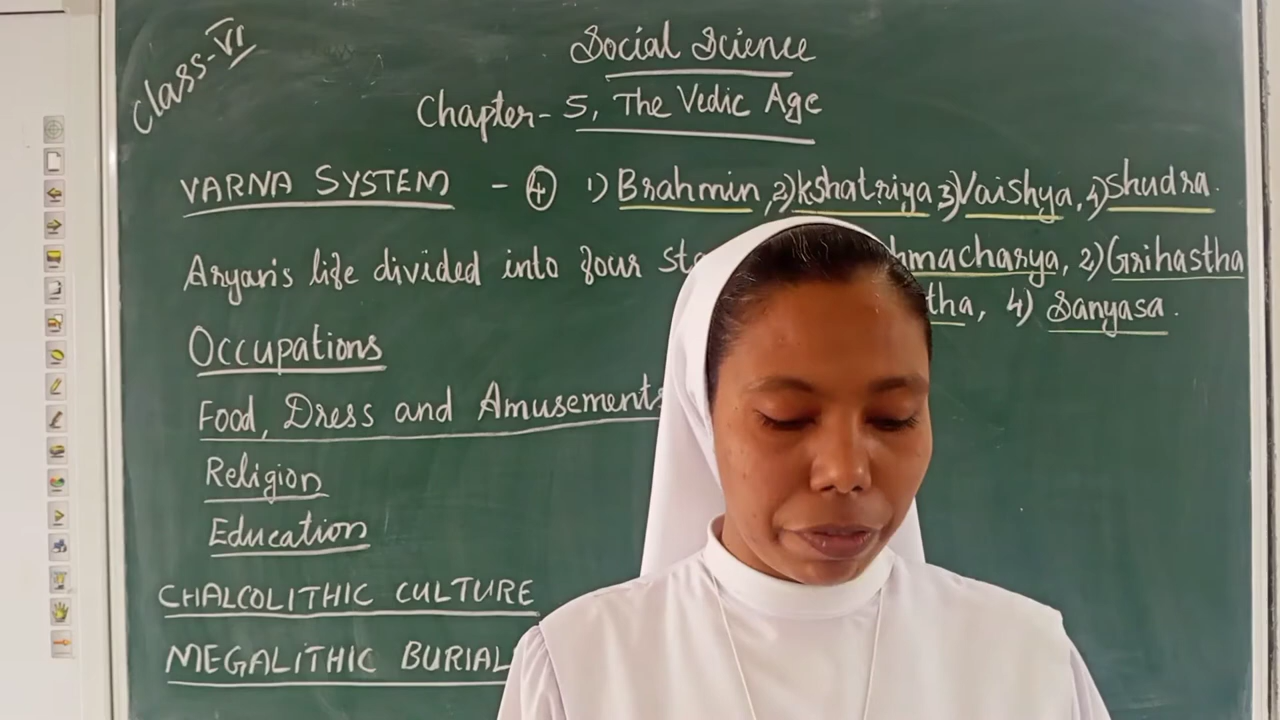 Class-VI
Social Science
Chapter- 5, The Vedic Age
VARNA SYSTEM - 4 1) Brahmin, 2) Kshatriya 3) Vaishya, 4) Shudra.
Aryan's life divided into four st hmacharya, 2) Grihastha
tha, 4) Sanyasa.
Occupations
Food, Dress and Amusements
Religion
Education
CHALCOLITHIC CULTURE
MEGALITHIC BURIAL